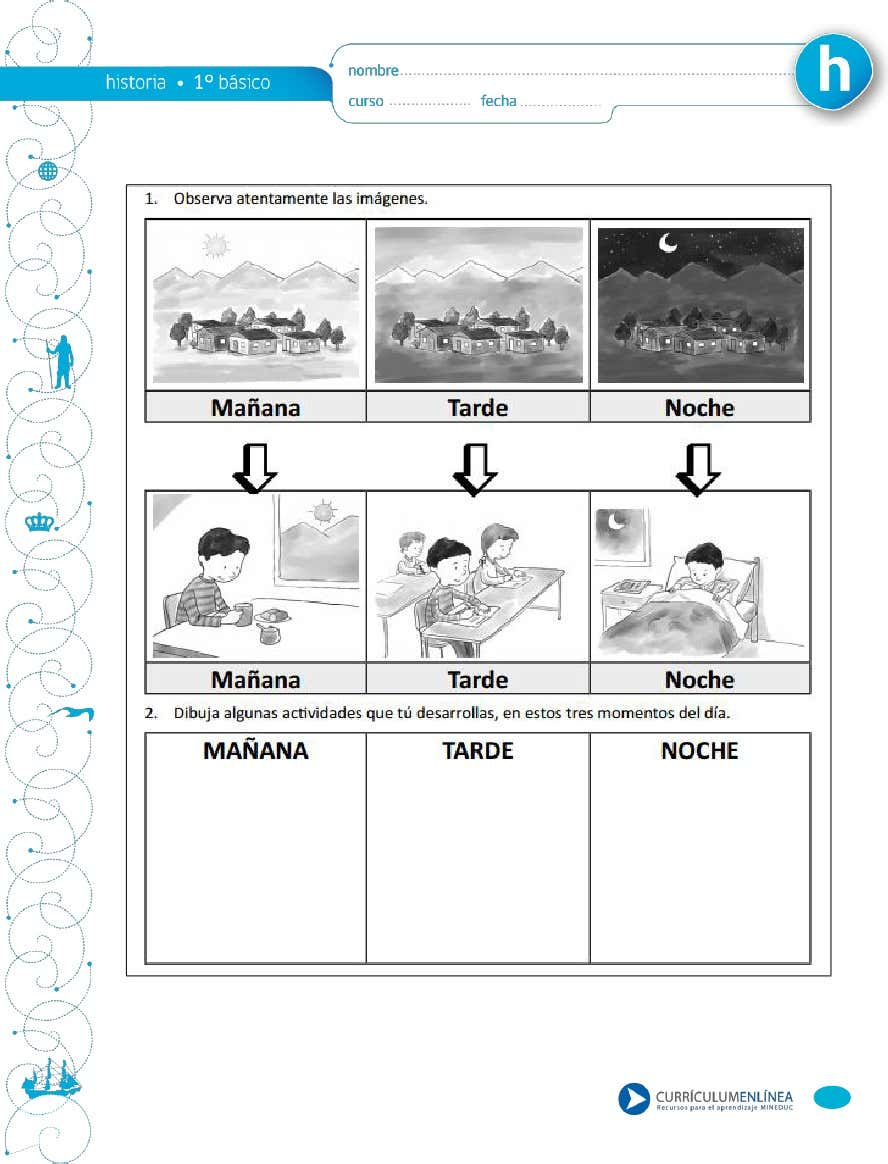 historia • 1º básico
nombre
h
curso fecha
1. Observa atentamente las imágenes.
Mañana Tarde Noche
Mañana Tarde Noche
2. Dibuja algunas actividades que tú desarrollas, en estos tres momentos del día.
MAÑANA TARDE NOCHE
CURRÍCULUMENLÍNEA
Recursos para el aprendizaje MINEDUC